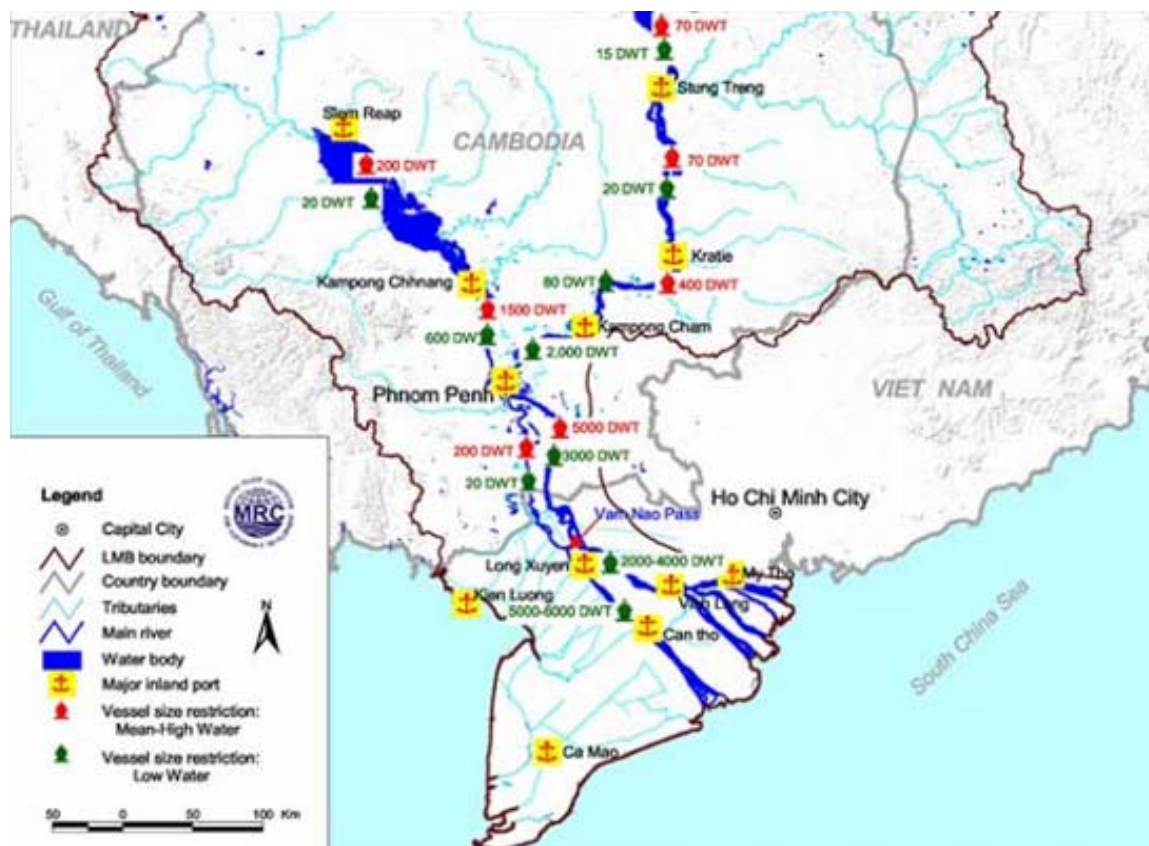 THAILAND
70 DWT
15 DWT
Stung Treng
Siem Reap
CAMBODIA
200 DWT
70 DWT
20 DWT
20 DWT
Kratie
Kampong Chhnang
80 DWT
400 DWT
Gulf of Thailand
1500 DWT
Kampong Cham
600 DWT
2,000 DWT
Phnom Penh
VIET NAM
5000 DWT
200 DWT
3000 DWT
20 DWT
Ho Chi Minh City
Vam Nao Pass
Long Xuyen
2000-4000 DWT
My Tho
Kien Luong
5000-6000 DWT
Vinh Long
Can tho
South China Sea
Ca Mao
Legend
MRC
Capital City
LMB boundary
Country boundary
Tributaries
Main river
N
Water body
Major inland port
Vessel size restriction:
Mean-High Water
Vessel size restriction:
Low Water
50 0 50 100 Km